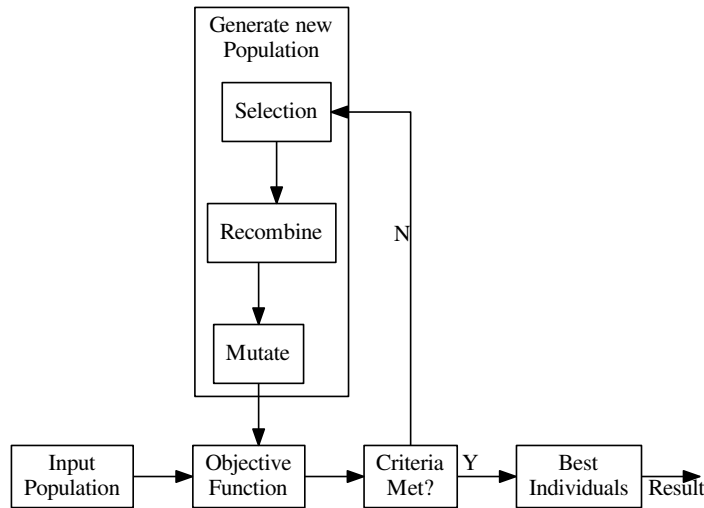 Generate new
Population
Selection
Recombine
N
Mutate
Input
Population
Objective
Function
Criteria
Met?
Y
Best
Individuals
Result